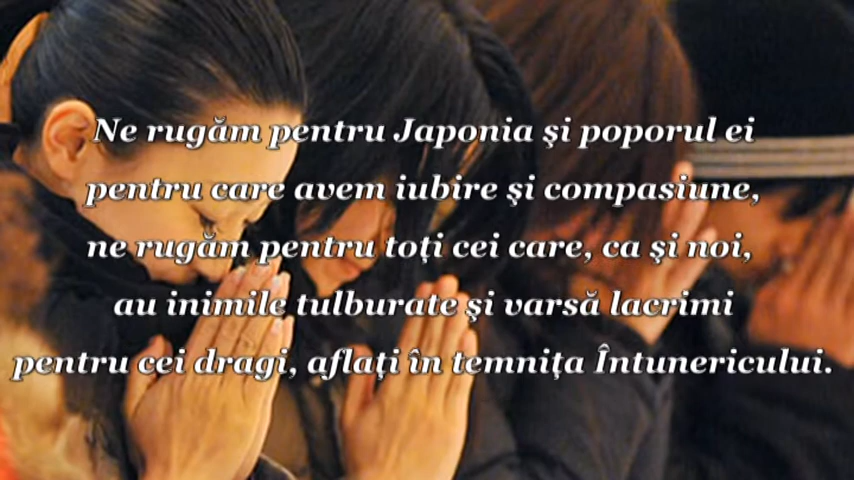 Ne rugăm pentru Japonia şi poporul ei
pentru care avem iubire şi compasiune,
ne rugăm pentru toţi cei care, ca şi noi,
au inimile tulburate şi varsă lacrimi
pentru cei dragi, aflaţi în temniţa Întunericului.